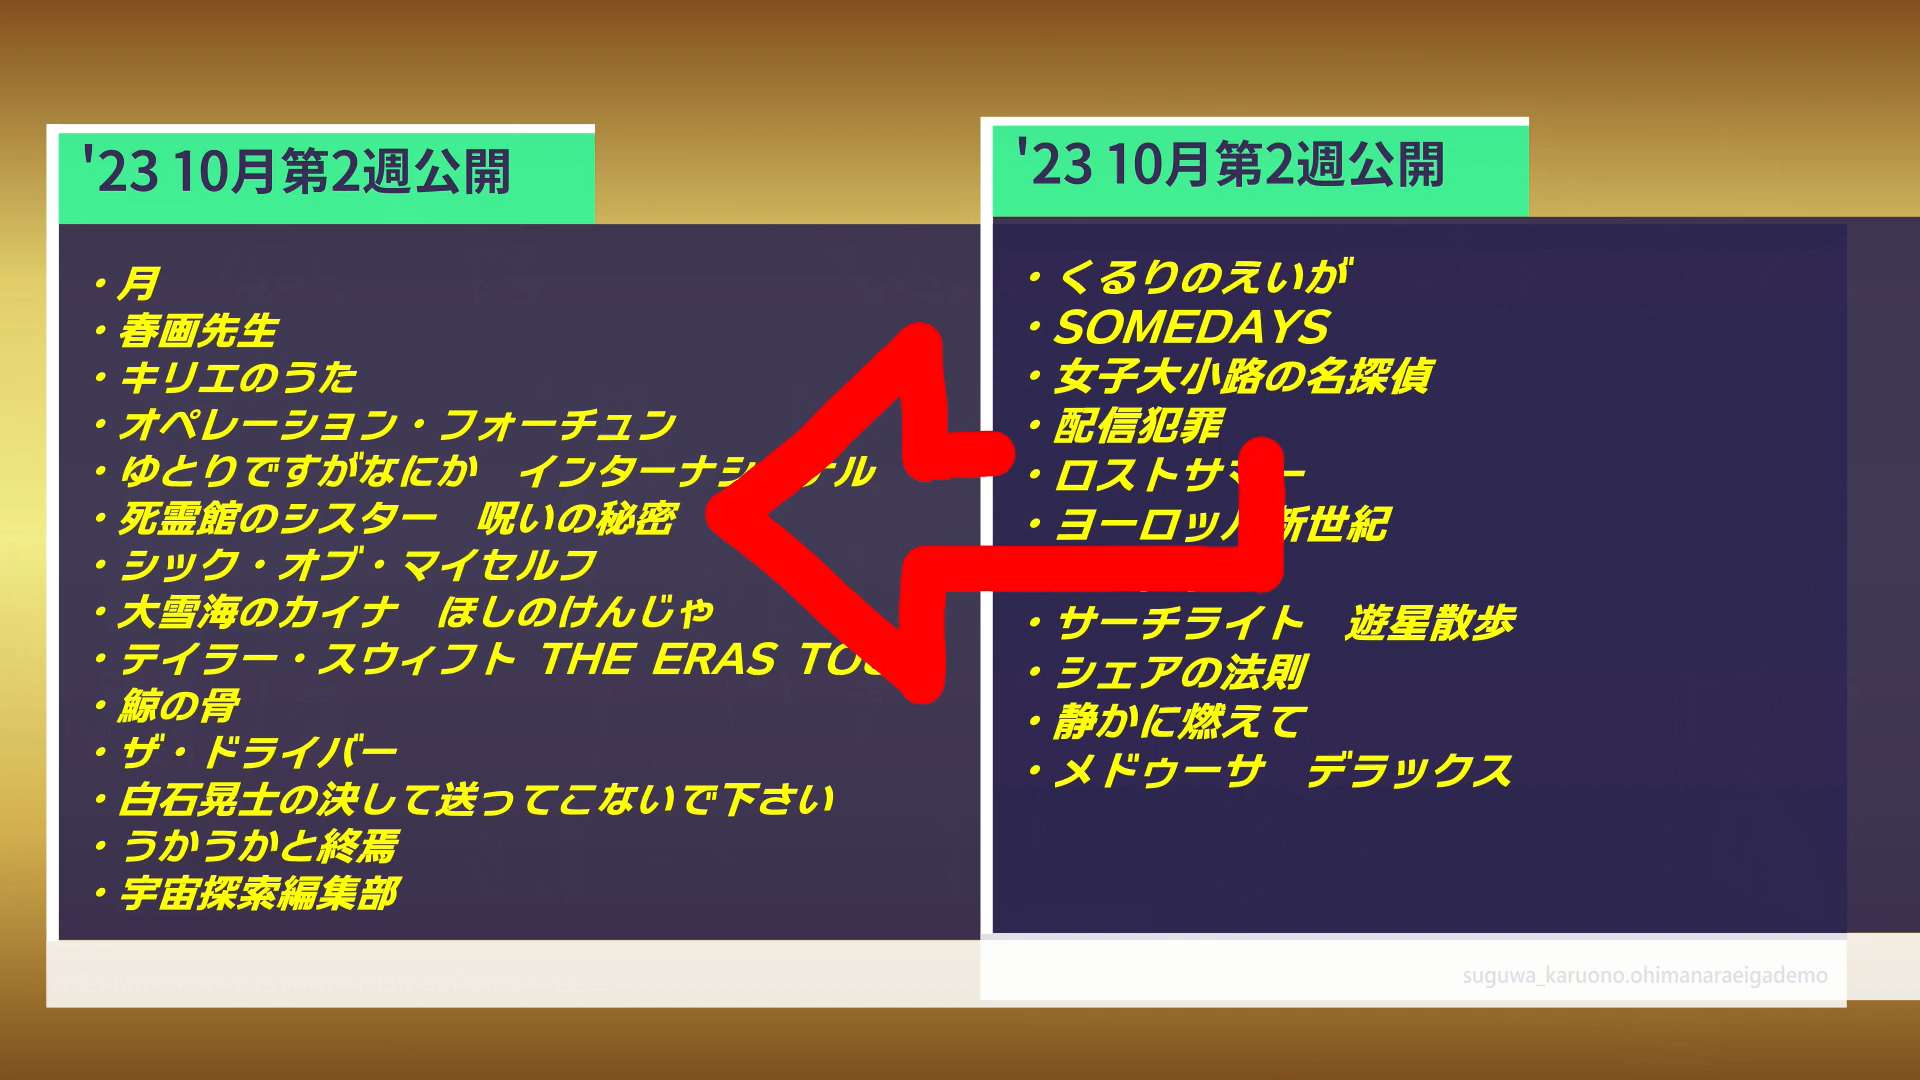 '23 10月第2週公開
・月
・春画先生
・キリエのうた
・オペレーション・フォーチュン
・ゆとりですがなにか　インターナショナル
・死霊館のシスター　呪いの秘密
・シック・オブ・マイセルフ
・大雪海のカイナ　ほしのけんじゃ
・テイラー・スウィフト THE ERAS
・鯨の骨
・ザ・ドライバー
・白石晃士の決して送ってこないで下さい
・うかうかと終焉
・宇宙探索編集部
'23 10月第2週公開
・くるりのえいが
・SOMEDAYS
・女子大小路の名探偵
・配信犯罪
・ロストサマー
・ヨーロッパ新世紀
・サーチライト　遊星散歩
・シェアの法則
・静かに燃えて
・メドゥーサ　デラックス
suguwa_karuono.ohimanaraeigademo